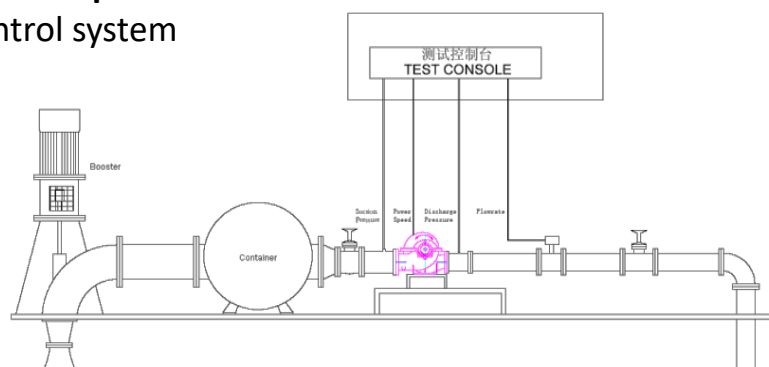 ntrol system
测试控制台
TEST CONSOLE
Booster
Suction Power Discharge Flowrate
Pressure Speed Pressure
Container